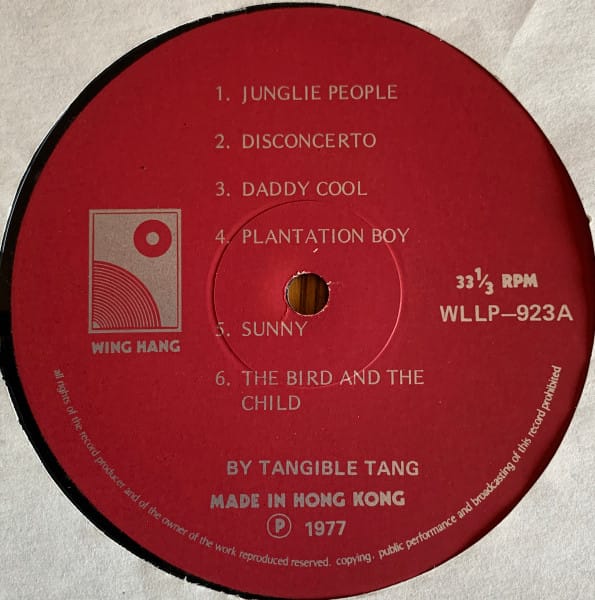 1. JUNGLIE PEOPLE
2. DISCONCERTO
3. DADDY COOL
4. PLANTATION BOY
33 1/3 RPM
WLLP-923A
WING HANG
5. SUNNY
6. THE BIRD AND THE
CHILD
BY TANGIBLE TANG
MADE IN HONG KONG
Ⓟ 1977
all rights of the record producer and of the owner of the work reproduced reserved. copying, public performance and broadcasting of this record prohibited